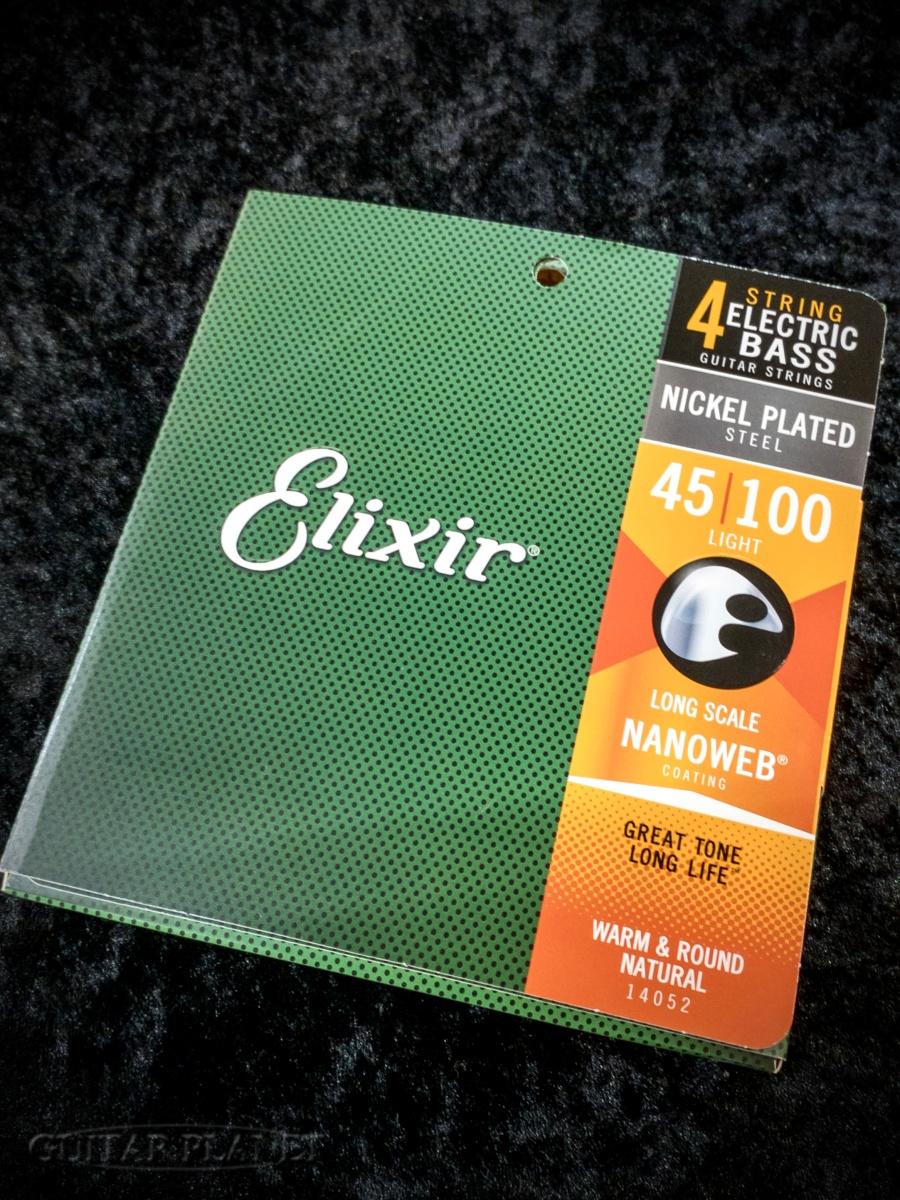 Elixir®
4 STRING
ELECTRIC
BASS
GUITAR STRINGS
NICKEL PLATED
STEEL
45|100
LIGHT
LONG SCALE
NANOWEB®
COATING
GREAT TONE
LONG LIFE™
WARM & ROUND
NATURAL
14052
GUITAR PLANET